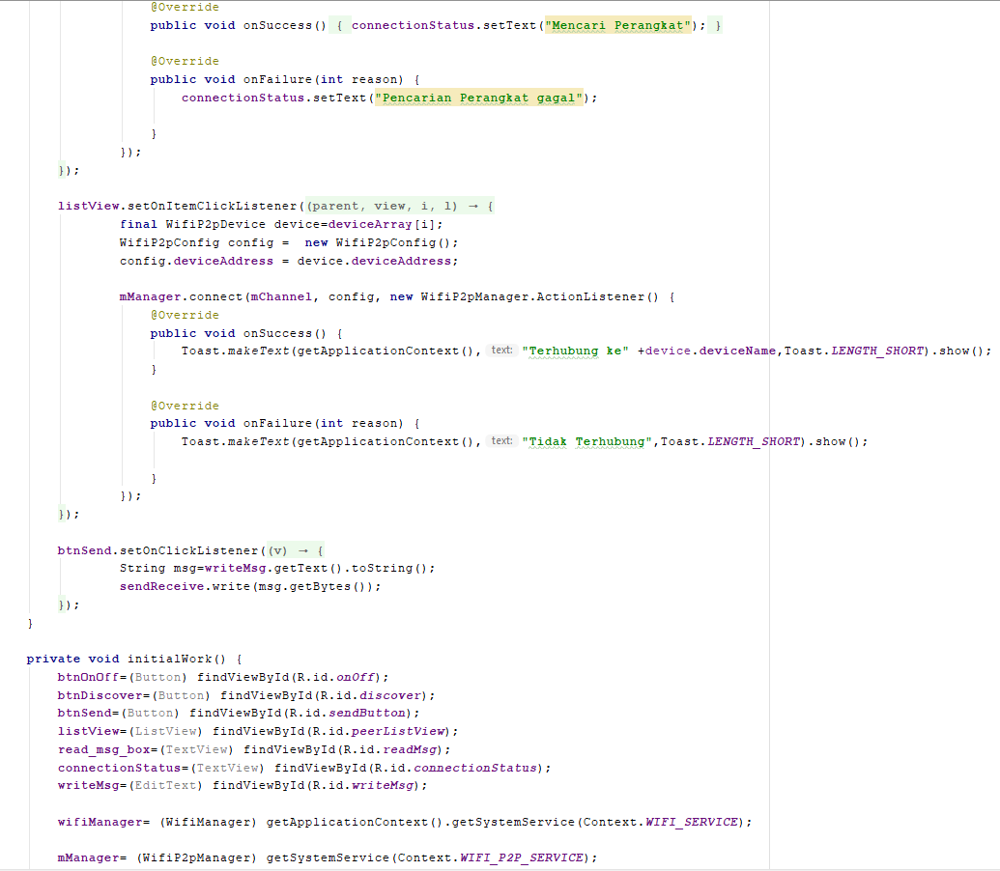 @Override
public void onSuccess() { connectionStatus.setText("Mencari Perangkat"); }
@Override
public void onFailure(int reason) {
connectionStatus.setText("Pencarian Perangkat gagal");
}
});
});
listView.setOnItemClickListener((parent, view, i, l) → {
final WifiP2pDevice device=deviceArray[i];
WifiP2pConfig config =  new WifiP2pConfig();
config.deviceAddress = device.deviceAddress;
mManager.connect(mChannel, config, new WifiP2pManager.ActionListener() {
@Override
public void onSuccess() {
Toast.makeText(getApplicationContext(), text: "Terhubung ke" +device.deviceName,Toast.LENGTH_SHORT).show();
}
@Override
public void onFailure(int reason) {
Toast.makeText(getApplicationContext(), text: "Tidak Terhubung",Toast.LENGTH_SHORT).show();
}
});
});
btnSend.setOnClickListener((v) → {
String msg=writeMsg.getText().toString();
sendReceive.write(msg.getBytes());
});
}
private void initialWork() {
btnOnOff=(Button) findViewById(R.id.onOff);
btnDiscover=(Button) findViewById(R.id.discover);
btnSend=(Button) findViewById(R.id.sendButton);
listView=(ListView) findViewById(R.id.peerListView);
read_msg_box=(TextView) findViewById(R.id.readMsg);
connectionStatus=(TextView) findViewById(R.id.connectionStatus);
writeMsg=(EditText) findViewById(R.id.writeMsg);
wifiManager= (WifiManager) getApplicationContext().getSystemService(Context.WIFI_SERVICE);
mManager= (WifiP2pManager) getSystemService(Context.WIFI_P2P_SERVICE);